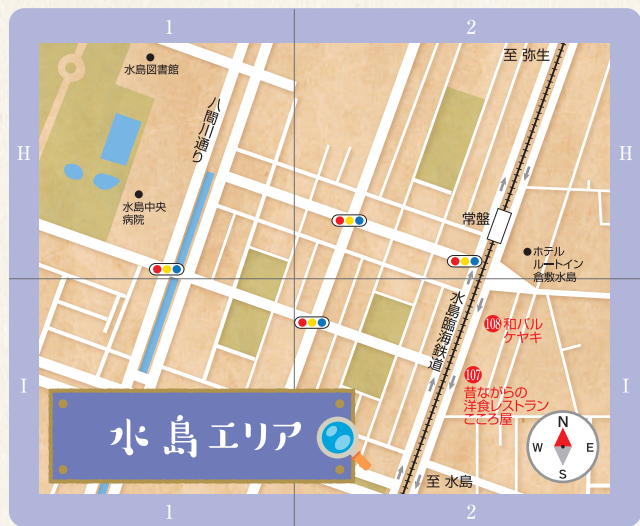 1
2
至 弥生
水島図書館
八間川通り
H
H
水島中央
病院
常盤
ホテル
ルートイン
倉敷水島
水島臨海鉄道
108 和バル
ケヤキ
107
昔ながらの
洋食レストラン
こころ屋
I
I
水島エリア
N
W
E
S
至 水島
1
2